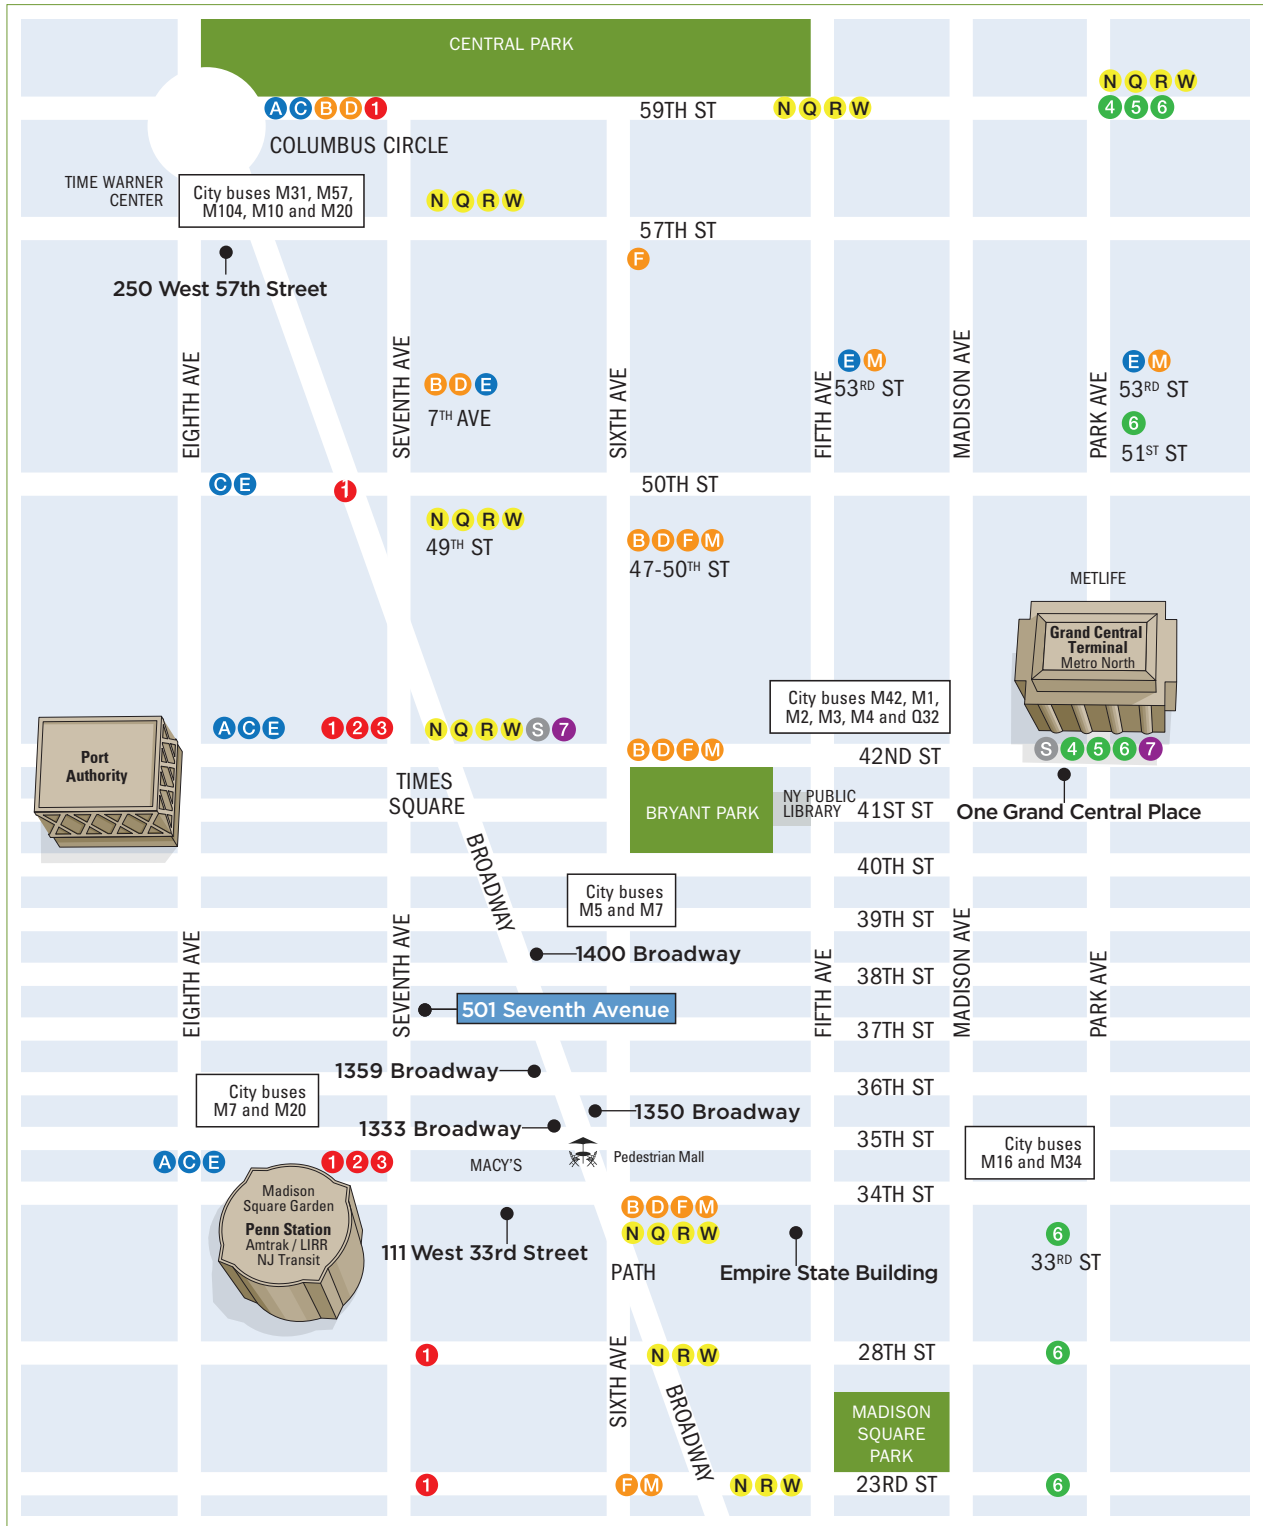 CENTRAL PARK
N Q R W
A C B D 1
59TH ST
N Q R W
4 5 6
COLUMBUS CIRCLE
TIME WARNER
CENTER
City buses M31, M57,
M104, M10 and M20
N Q R W
57TH ST
F
250 West 57th Street
EIGHTH AVE
SEVENTH AVE
SIXTH AVE
FIFTH AVE
MADISON AVE
PARK AVE
B D E
7TH AVE
E M
53RD ST
E M
53RD ST
6
51ST ST
C E
1
50TH ST
N Q R W
49TH ST
B D F M
47-50TH ST
METLIFE
Grand Central
Terminal
Metro North
City buses M42, M1,
M2, M3, M4 and Q32
Port
Authority
A C E
1 2 3
N Q R W S 7
B D F M
42ND ST
S 4 5 6 7
TIMES
SQUARE
BRYANT PARK
NY PUBLIC
LIBRARY
41ST ST
One Grand Central Place
BROADWAY
40TH ST
City buses
M5 and M7
39TH ST
EIGHTH AVE
SEVENTH AVE
FIFTH AVE
MADISON AVE
PARK AVE
1400 Broadway
38TH ST
501 Seventh Avenue
37TH ST
1359 Broadway
36TH ST
City buses
M7 and M20
1350 Broadway
1333 Broadway
35TH ST
City buses
M16 and M34
A C E
1 2 3
MACY'S
Pedestrian Mall
34TH ST
Madison
Square Garden
Penn Station
Amtrak / LIRR
NJ Transit
B D F M
N Q R W
111 West 33rd Street
PATH
Empire State Building
6
33RD ST
1
SIXTH AVE
N R W
28TH ST
6
BROADWAY
MADISON
SQUARE
PARK
1
F M
N R W
23RD ST
6